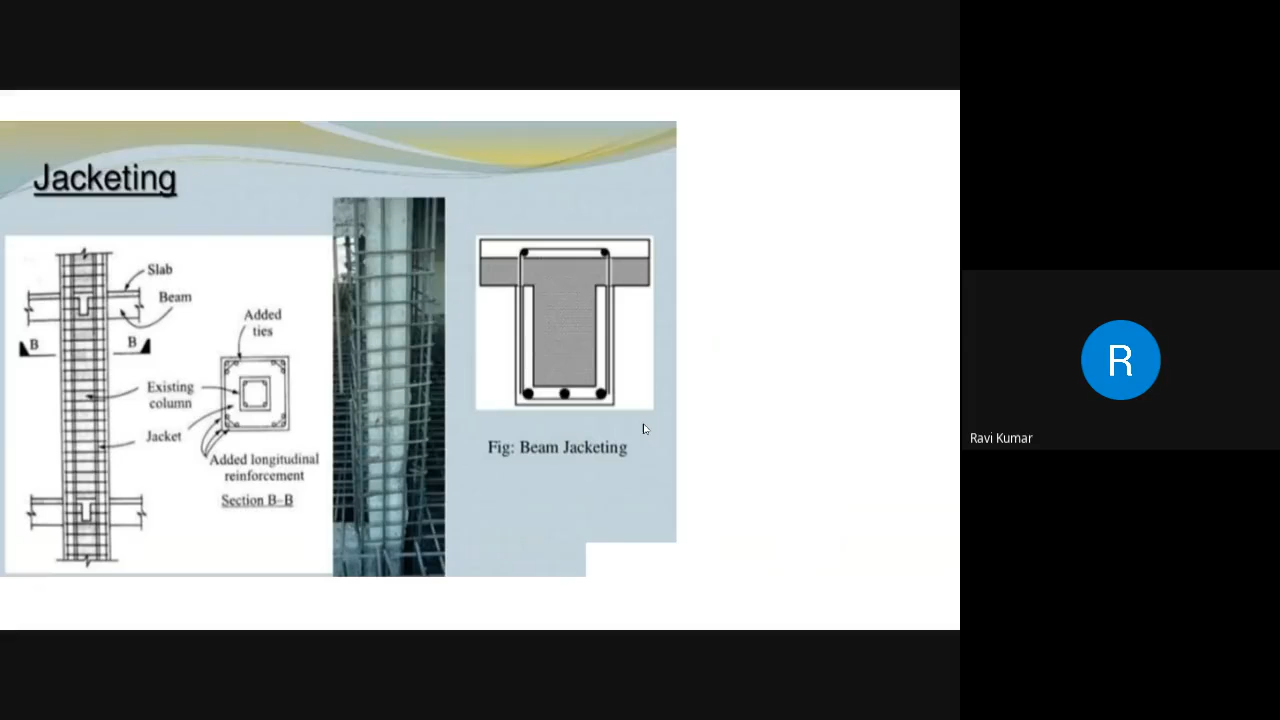 Jacketing
Slab
Beam
B
B
Added
ties
Existing
column
Jacket
Added longitudinal
reinforcement
Section B–B
Fig: Beam Jacketing
R
Ravi Kumar